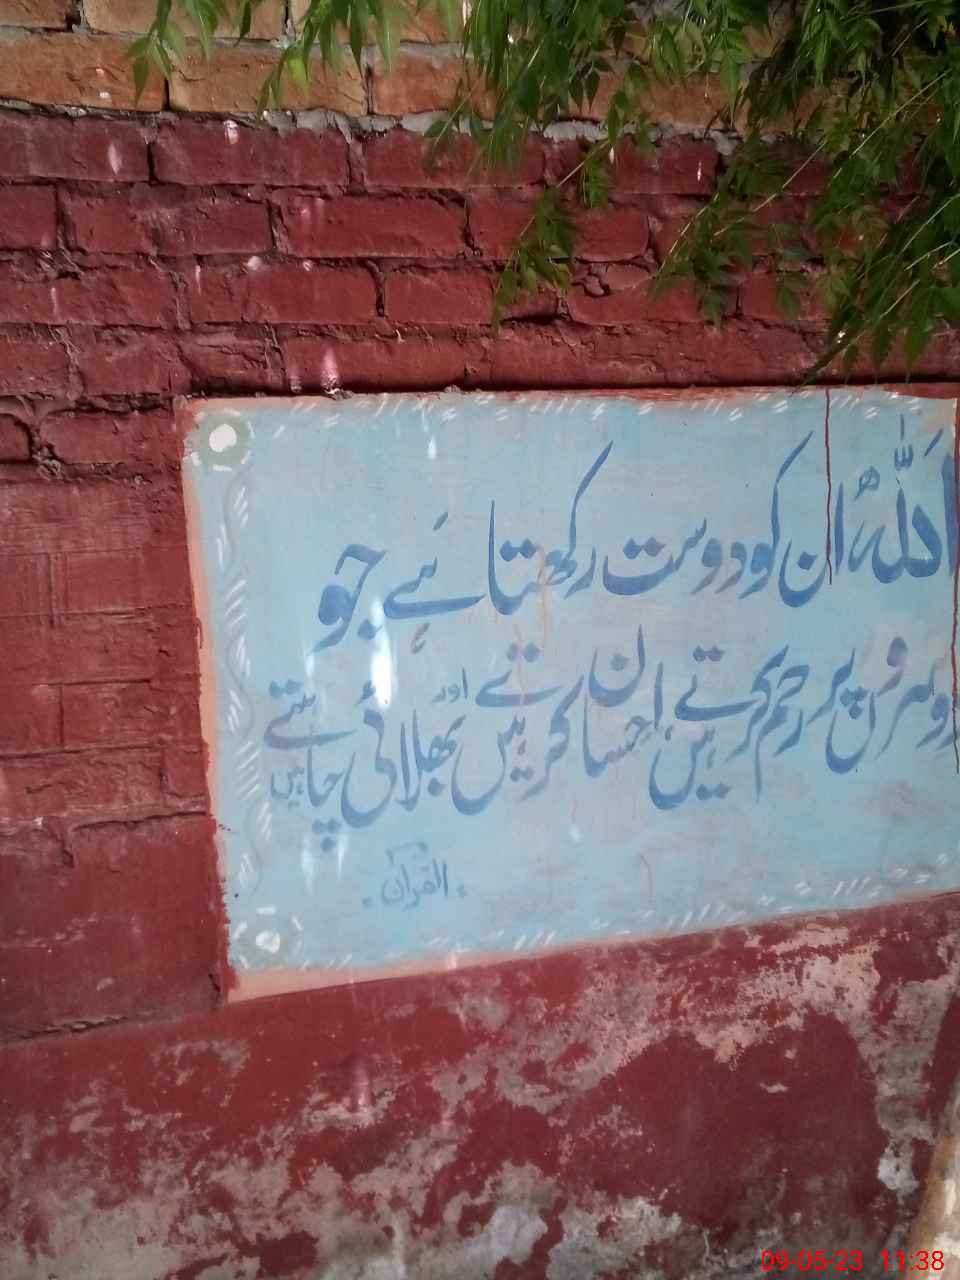 اللہ ان کو دوست رکھتا ہے جو
دوسروں پر رحم کرتے ہیں احسان کرتے ہیں اور بھلائی چاہتے ہیں
القرآن
09-05-23 11:38